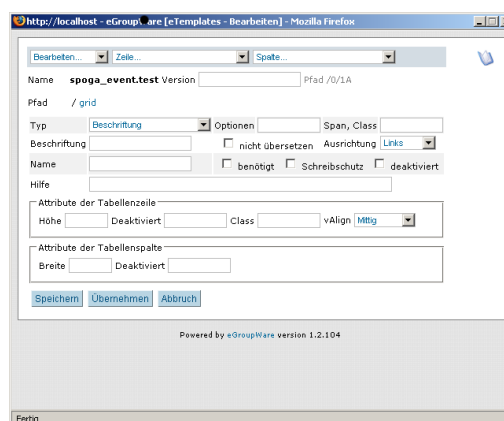 http://localhost - eGroupWare [eTemplates - Bearbeiten] - Mozilla Firefox
Bearbeiten... Zeile... Spalte...
Name spoga_event.test Version Pfad /0/1A
Pfad / grid
Typ Beschriftung Optionen Span, Class
Beschriftung nicht übersetzen Ausrichtung Links
Name benötigt Schreibschutz deaktiviert
Hilfe
Attribute der Tabellenzeile
Höhe Deaktiviert Class vAlign Mittig
Attribute der Tabellenspalte
Breite Deaktiviert
Speichern Übernehmen Abbruch
Powered by eGroupWare version 1.2.104
Fertig